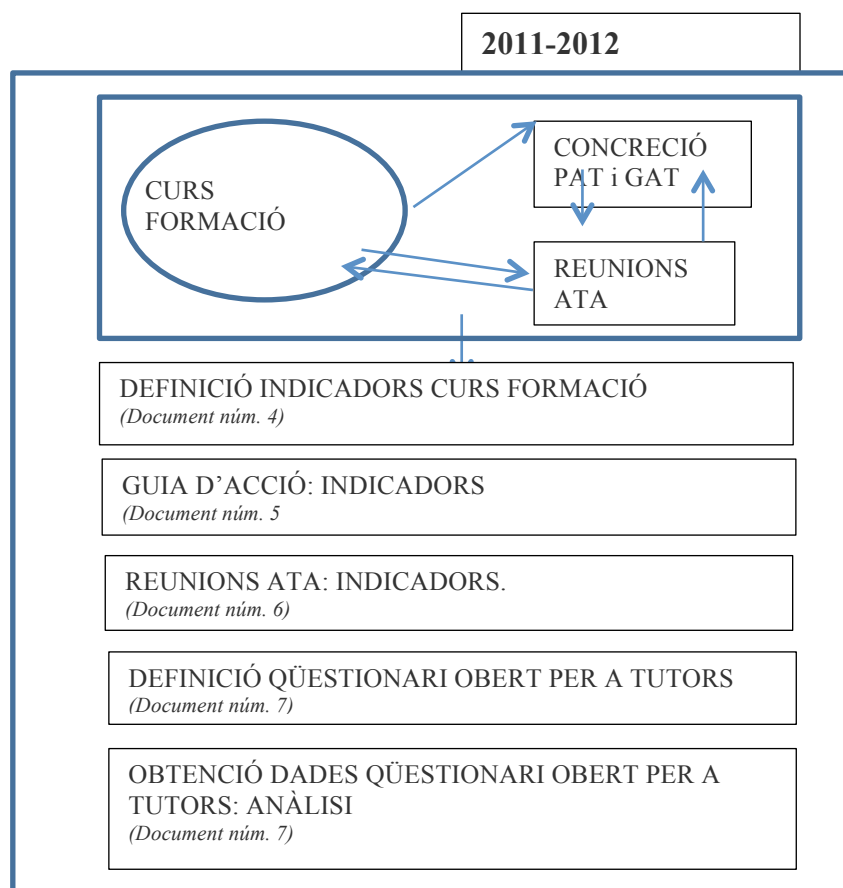 2011-2012
CURS
FORMACIÓ
CONCRECIÓ
PAT i GAT
REUNIONS
ATA
DEFINICIÓ INDICADORS CURS FORMACIÓ
(Document núm. 4)
GUIA D’ACCIÓ: INDICADORS
(Document núm. 5
REUNIONS ATA: INDICADORS.
(Document núm. 6)
DEFINICIÓ QÜESTIONARI OBERT PER A TUTORS
(Document núm. 7)
OBTENCIÓ DADES QÜESTIONARI OBERT PER A
TUTORS: ANÀLISI
(Document núm. 7)